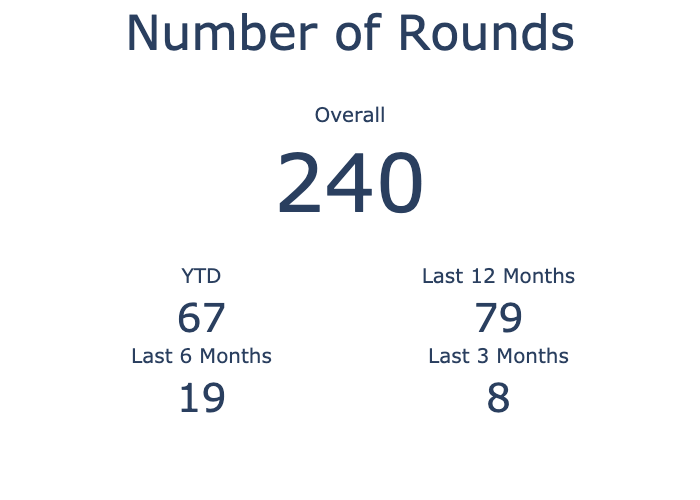 Number of Rounds
Overall
240
YTD
Last 12 Months
67
79
Last 6 Months
Last 3 Months
19
8